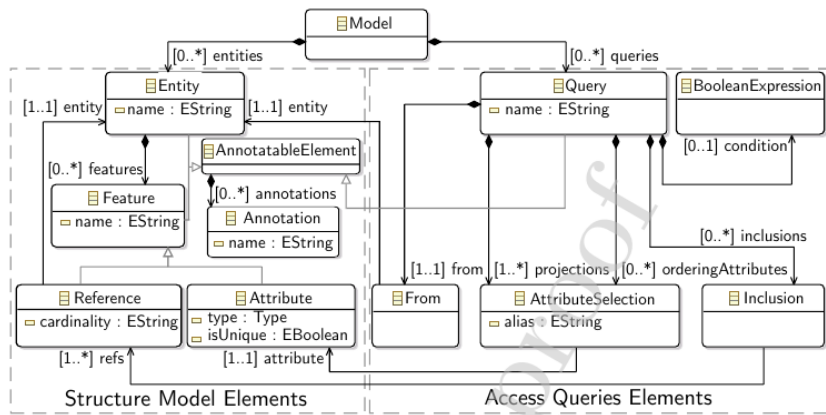 Model
[0..*] entities
[0..*] queries
Entity
name : EString
Query
name : EString
BooleanExpression
[1..1] entity
[1..1] entity
[0..1] condition
AnnotatableElement
[0..*] features
[0..*] annotations
Feature
name : EString
Annotation
name : EString
[0..*] inclusions
[1..1] from
[1..*] projections
[0..*] orderingAttributes
Reference
cardinality : EString
Attribute
type : Type
isUnique : EBoolean
From
AttributeSelection
alias : EString
Inclusion
[1..*] refs
[1..1] attribute
Structure Model Elements
Access Queries Elements
proof